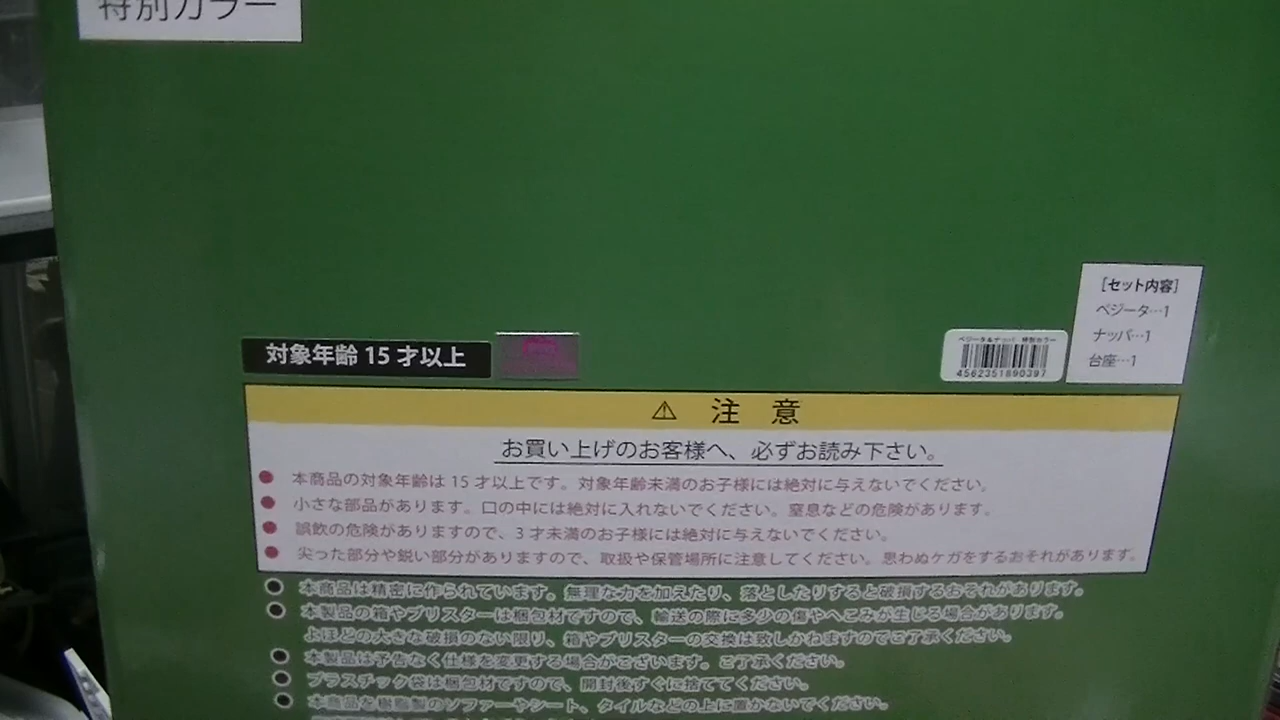 特別カラー
[セット内容]
ベジータ…1
ナッパ…1
台座…1
ベジータ&ナッパ 特別カラー
4562351890397
対象年齢 15 才以上
⚠ 注 意
お買い上げのお客様へ、必ずお読み下さい。
● 本商品の対象年齢は 15 才以上です。対象年齢未満のお子様には絶対に与えないでください。
● 小さな部品があります。口の中には絶対に入れないでください。窒息などの危険があります。
● 誤飲の危険がありますので、3 才未満のお子様には絶対に与えないでください。
● 尖った部分や鋭い部分がありますので、取扱や保管場所に注意してください。思わぬケガをするおそれがあります。
● 本商品は精密に作られています。無理な力を加えたり、落としたりすると破損するおそれがあります。
● 本製品の箱やブリスターは梱包材ですので、輸送の際に多少の傷やへこみが生じる場合があります。
よほどの大きな破損のない限り、箱やブリスターの交換は致しかねますのでご了承ください。
● 本製品は予告なく仕様を変更する場合がございます。ご了承ください。
● プラスチック袋は梱包材ですので、開封後すぐに捨ててください。
● 本商品を樹脂製のソファーやシート、タイルなどの上に置かないでください。